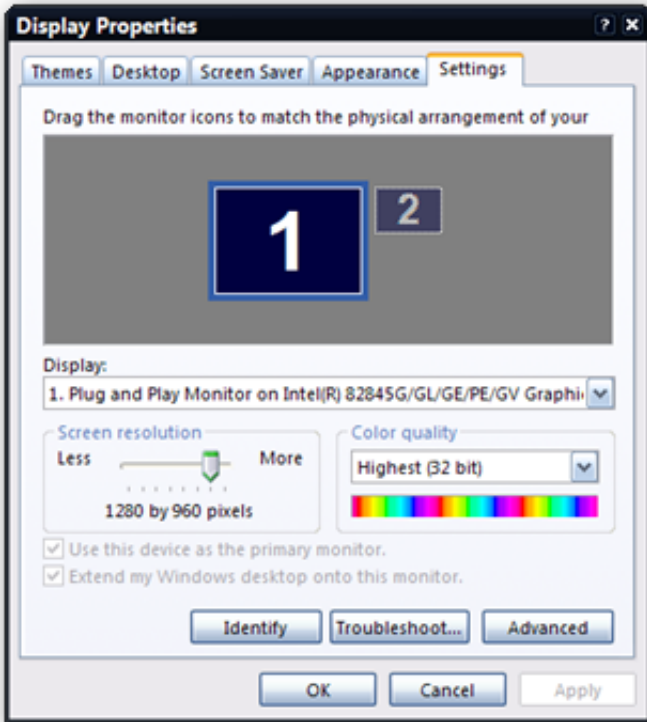 Display Properties
Themes Desktop Screen Saver Appearance Settings
Drag the monitor icons to match the physical arrangement of your
1 2
Display:
1. Plug and Play Monitor on Intel(R) 82845G/GL/GE/PE/GV Graphi
Screen resolution
Less More
1280 by 960 pixels
Color quality
Highest (32 bit)
Use this device as the primary monitor.
Extend my Windows desktop onto this monitor.
Identify Troubleshoot... Advanced
OK Cancel Apply